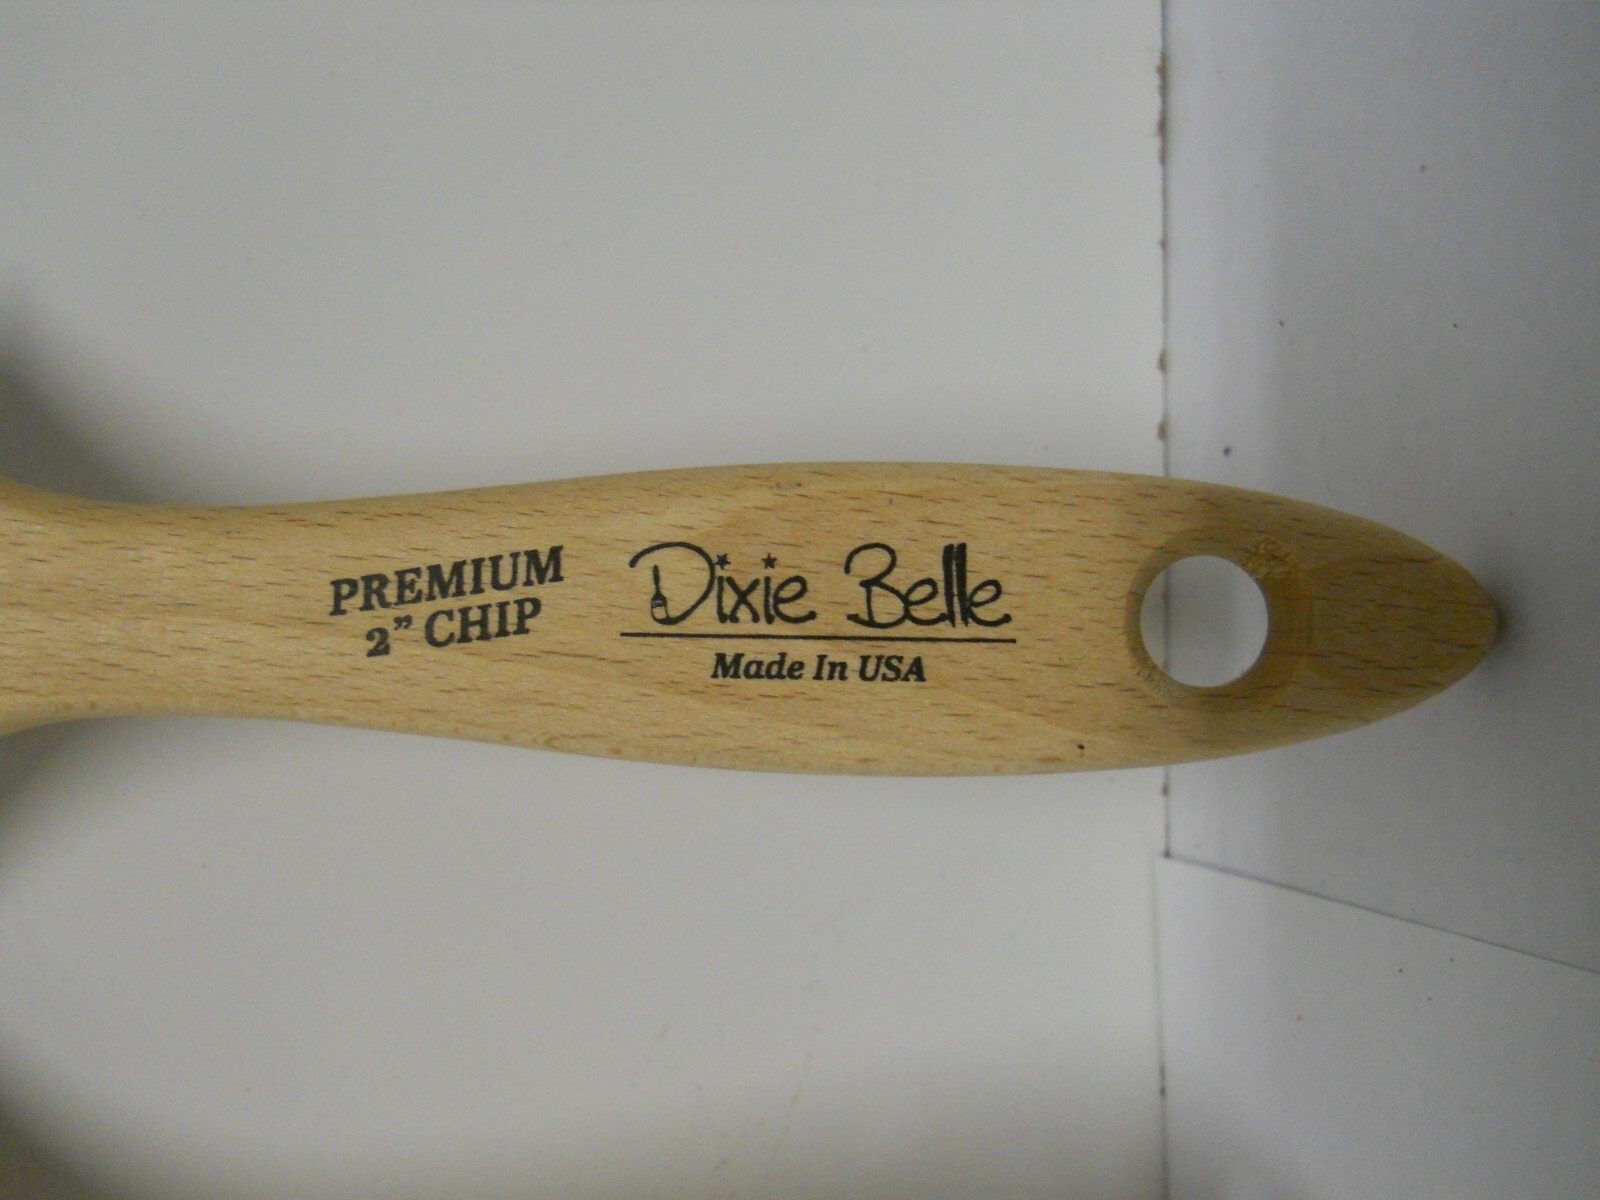 PREMIUM
2” CHIP
Dixie Belle
Made In USA